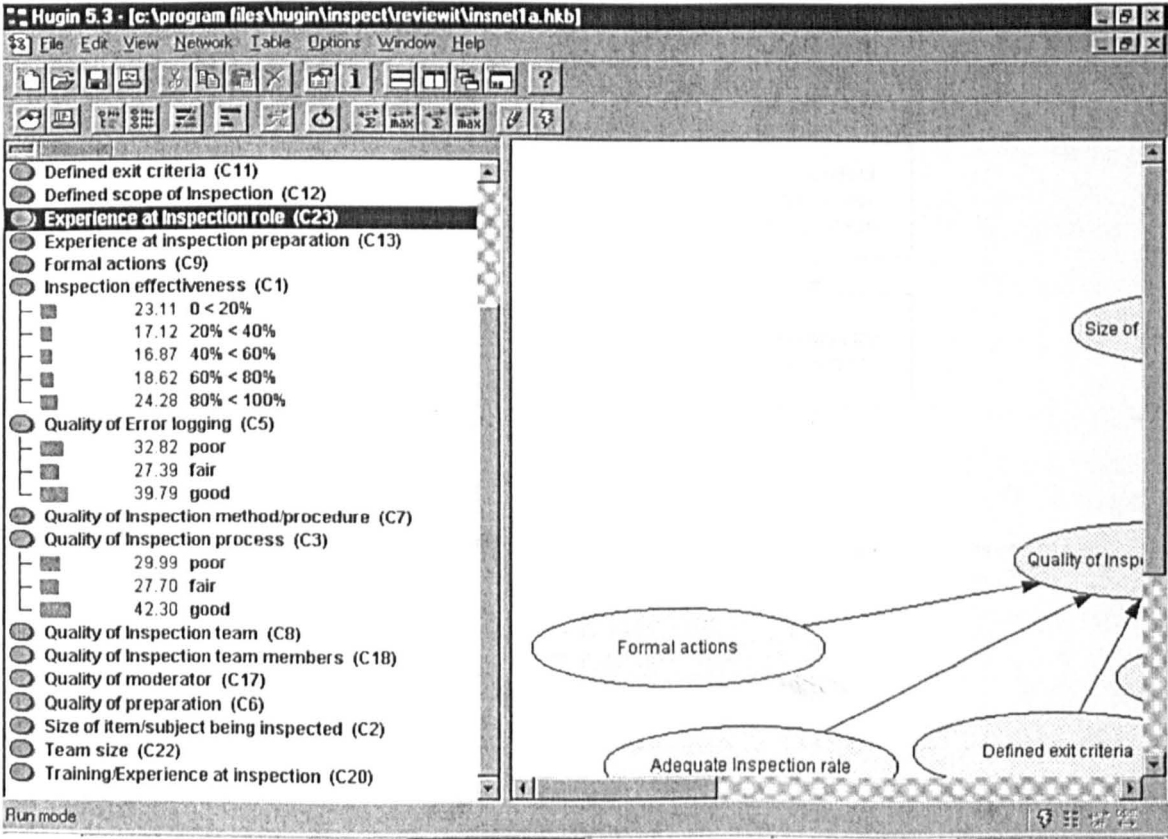 Hugin 5.3 - [c:\program files\hugin\inspect\reviewit\insnet1a.hkb]
File Edit View Network Table Options Window Help
Σ max Σ max
Defined exit criteria (C11)
Defined scope of Inspection (C12)
Experience at Inspection role (C23)
Experience at inspection preparation (C13)
Formal actions (C9)
Inspection effectiveness (C1)
23.11 0 < 20%
17.12 20% < 40%
16.87 40% < 60%
18.62 60% < 80%
24.28 80% < 100%
Quality of Error logging (C5)
32.82 poor
27.39 fair
39.79 good
Quality of Inspection method/procedure (C7)
Quality of Inspection process (C3)
29.99 poor
27.70 fair
42.30 good
Quality of Inspection team (C8)
Quality of Inspection team members (C18)
Quality of moderator (C17)
Quality of preparation (C6)
Size of item/subject being inspected (C2)
Team size (C22)
Training/Experience at inspection (C20)
Size of
Quality of Inspe
Formal actions
Adequate Inspection rate
Defined exit criteria
Run mode